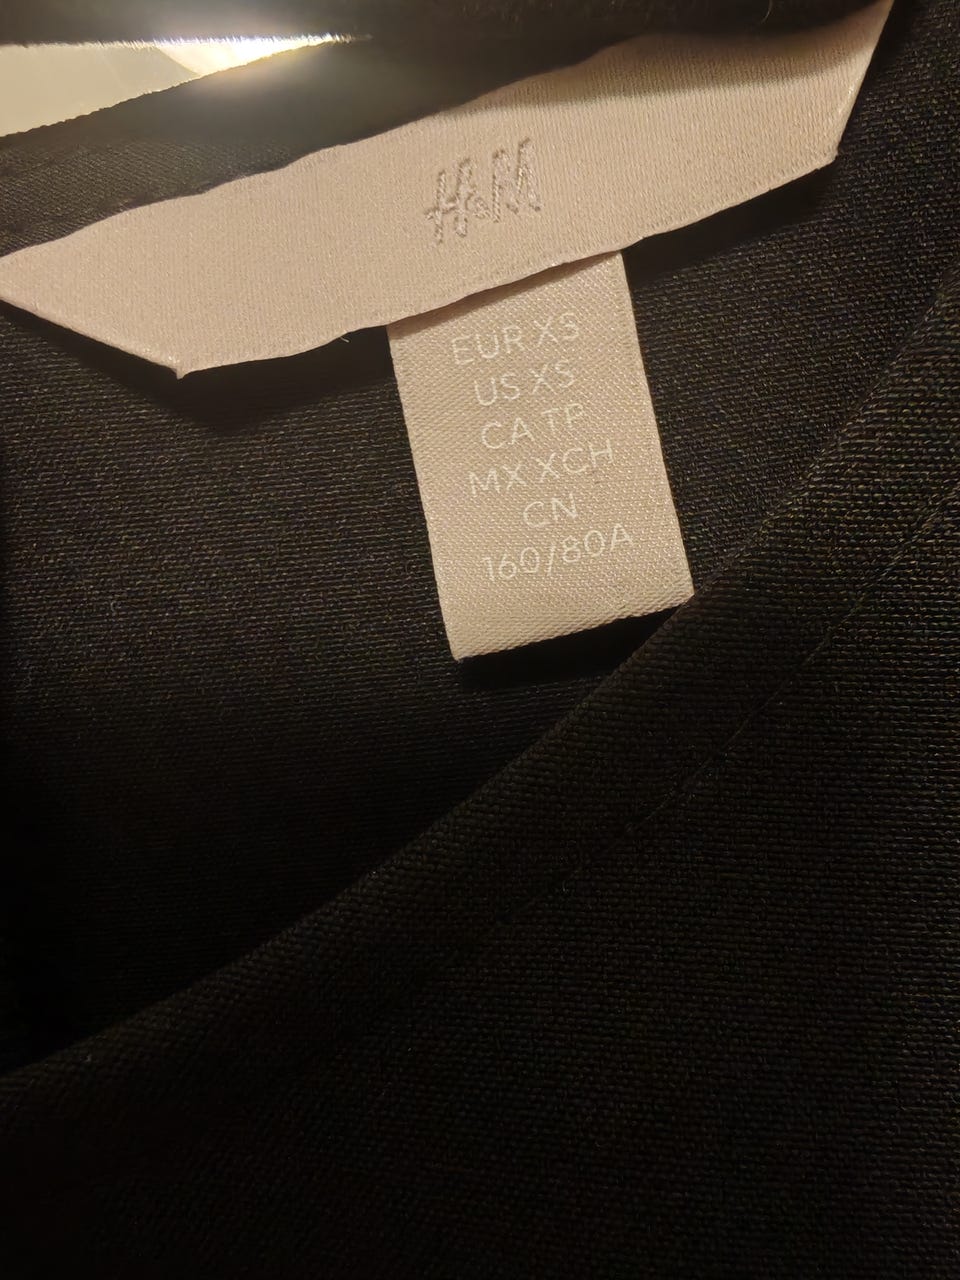 H&M
EUR XS
US XS
CA TP
MX XCH
CN
160/80A